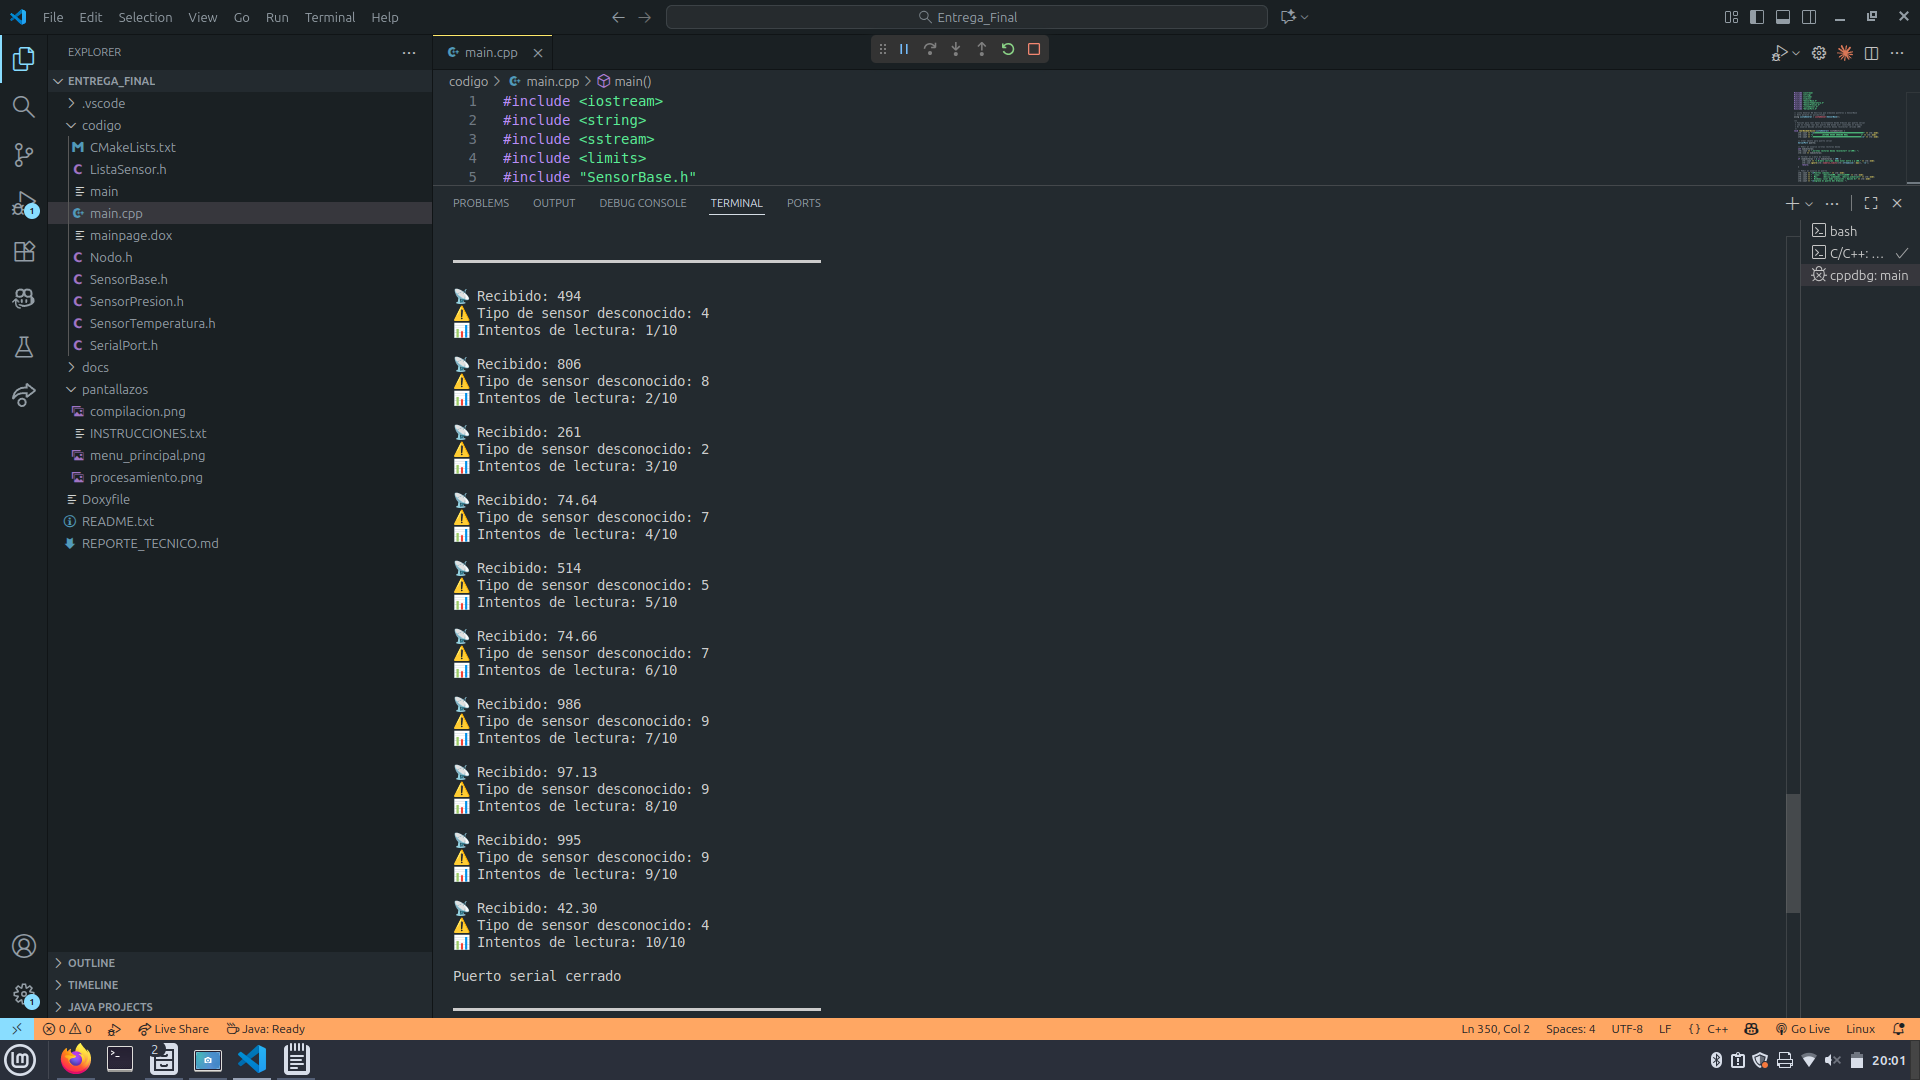 File Edit Selection View Go Run Terminal Help
Entrega_Final
EXPLORER
ENTREGA_FINAL
.vscode
codigo
CMakeLists.txt
ListaSensor.h
main
main.cpp
mainpage.dox
Nodo.h
SensorBase.h
SensorPresion.h
SensorTemperatura.h
SerialPort.h
docs
pantallazos
compilacion.png
INSTRUCCIONES.txt
menu_principal.png
procesamiento.png
Doxyfile
README.txt
REPORTE_TECNICO.md
OUTLINE
TIMELINE
JAVA PROJECTS
1
1
main.cpp
codigo > main.cpp > main()
1 #include <iostream>
2 #include <string>
3 #include <sstream>
4 #include <limits>
5 #include "SensorBase.h"
PROBLEMS OUTPUT DEBUG CONSOLE TERMINAL PORTS
Recibido: 494
Tipo de sensor desconocido: 4
Intentos de lectura: 1/10
Recibido: 806
Tipo de sensor desconocido: 8
Intentos de lectura: 2/10
Recibido: 261
Tipo de sensor desconocido: 2
Intentos de lectura: 3/10
Recibido: 74.64
Tipo de sensor desconocido: 7
Intentos de lectura: 4/10
Recibido: 514
Tipo de sensor desconocido: 5
Intentos de lectura: 5/10
Recibido: 74.66
Tipo de sensor desconocido: 7
Intentos de lectura: 6/10
Recibido: 986
Tipo de sensor desconocido: 9
Intentos de lectura: 7/10
Recibido: 97.13
Tipo de sensor desconocido: 9
Intentos de lectura: 8/10
Recibido: 995
Tipo de sensor desconocido: 9
Intentos de lectura: 9/10
Recibido: 42.30
Tipo de sensor desconocido: 4
Intentos de lectura: 10/10
Puerto serial cerrado
bash
C/C++: ...
cppdbg: main
0 0 Live Share Java: Ready
Ln 350, Col 2 Spaces: 4 UTF-8 LF {} C++ Go Live Linux
2
20:01